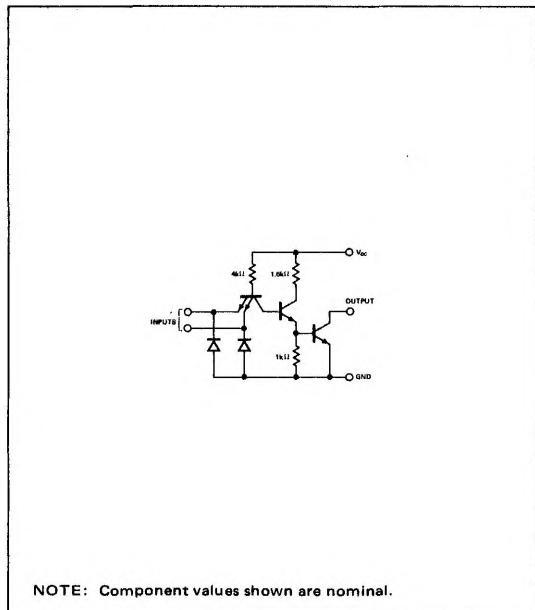 Vcc
4kΩ 1.6kΩ
OUTPUT
INPUTS
1kΩ
GND
NOTE: Component values shown are nominal.